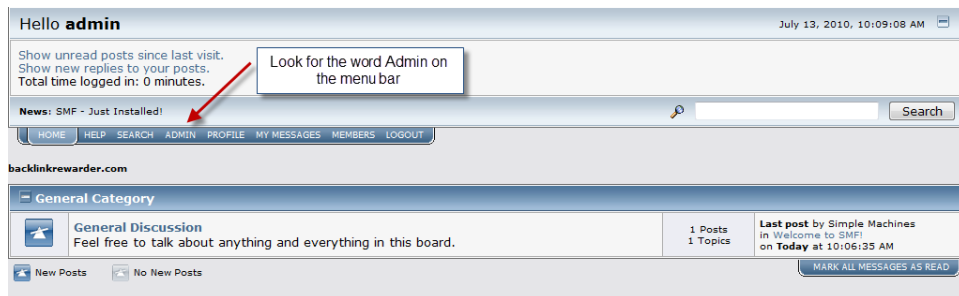 Hello admin
July 13, 2010, 10:09:08 AM
Show unread posts since last visit.
Show new replies to your posts.
Total time logged in: 0 minutes.
Look for the word Admin on
the menu bar
News: SMF - Just Installed!
Search
HOME HELP SEARCH ADMIN PROFILE MY MESSAGES MEMBERS LOGOUT
backlinkrewarder.com
General Category
General Discussion
Feel free to talk about anything and everything in this board.
1 Posts
1 Topics
Last post by Simple Machines
in Welcome to SMF!
on Today at 10:06:35 AM
New Posts
No New Posts
MARK ALL MESSAGES AS READ